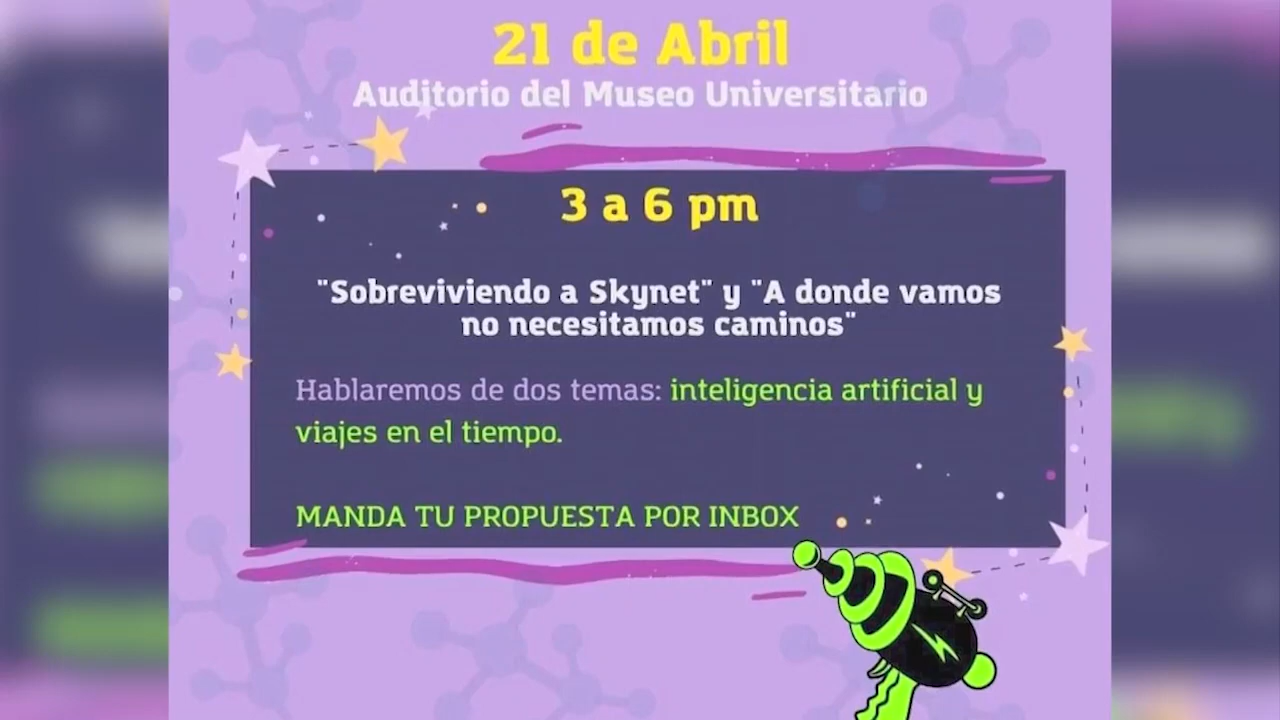 21 de Abril
Auditorio del Museo Universitario
3 a 6 pm
"Sobreviviendo a Skynet" y "A donde vamos
no necesitamos caminos"
Hablaremos de dos temas: inteligencia artificial y
viajes en el tiempo.
MANDA TU PROPUESTA POR INBOX